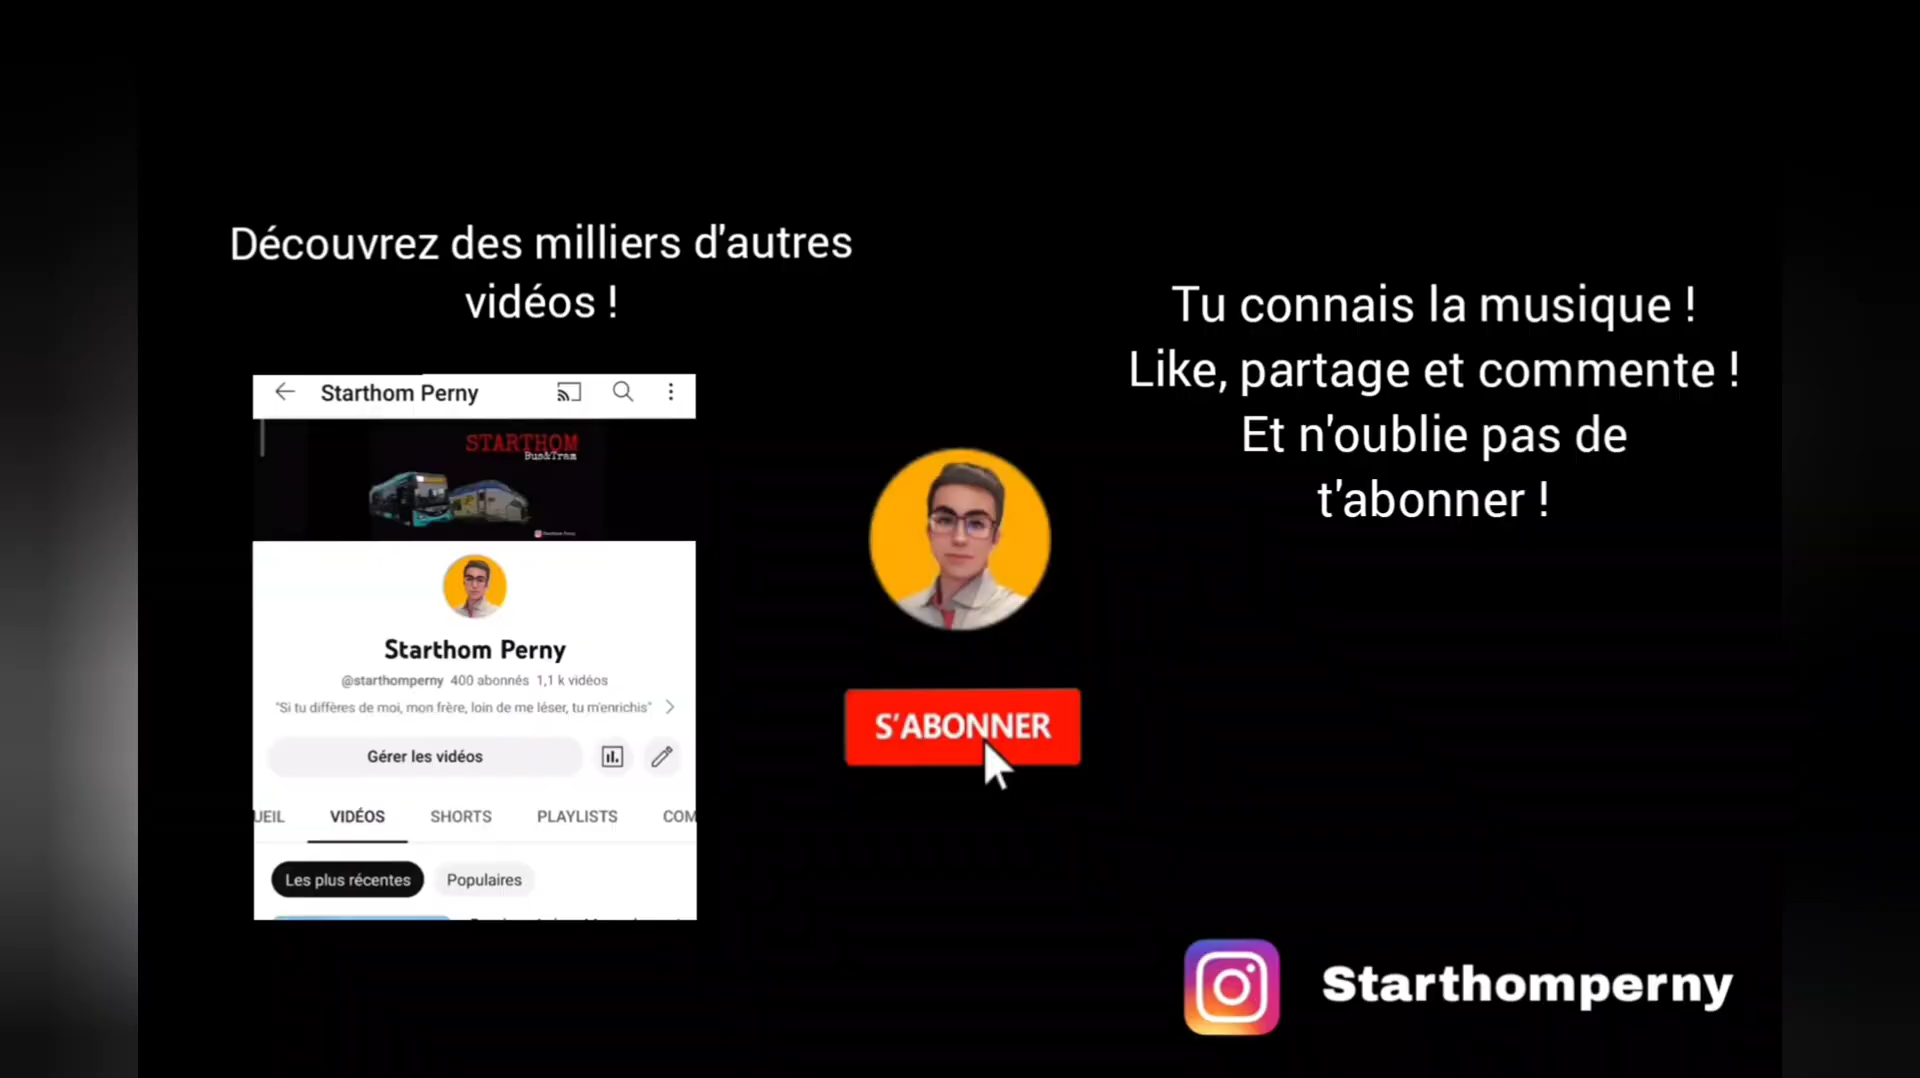 Découvrez des milliers d'autres
vidéos !
Starthom Perny
STARTHOM
Bus&Tram
Starthom Perny
@starthomperny 400 abonnés 1,1 k vidéos
"Si tu diffères de moi, mon frère, loin de me léser, tu m'enrichis"
Gérer les vidéos
UEIL VIDÉOS SHORTS PLAYLISTS COM
Les plus récentes Populaires
S'ABONNER
Tu connais la musique !
Like, partage et commente !
Et n'oublie pas de
t'abonner !
Starthomperny